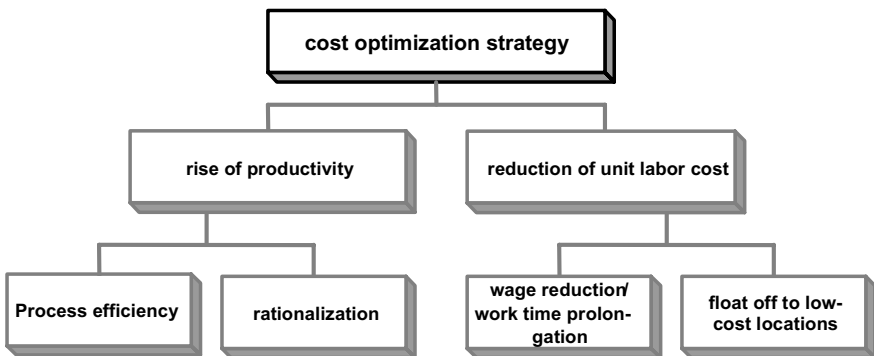 cost optimization strategy
rise of productivity
reduction of unit labor cost
Process efficiency
rationalization
wage reduction/
work time prolon-
gation
float off to low-
cost locations